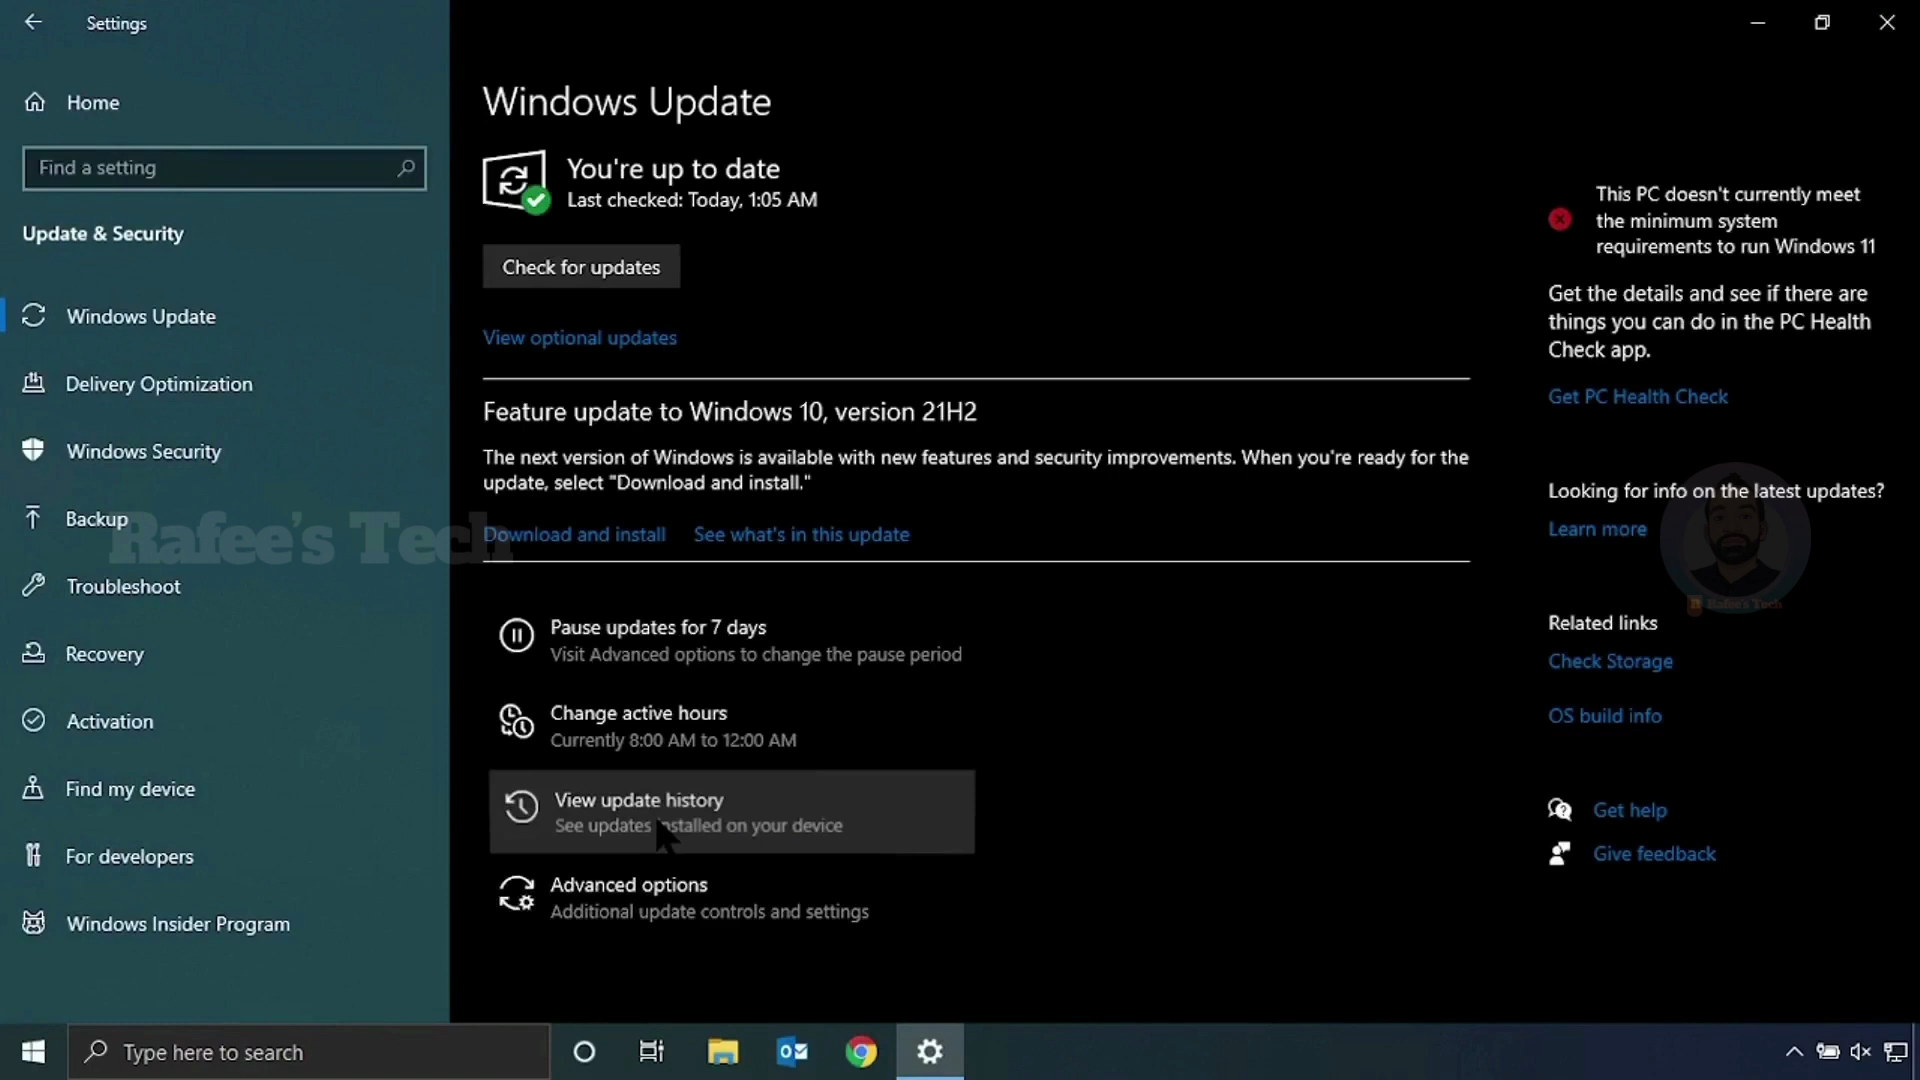 Settings
Home
Find a setting
Update & Security
Windows Update
Delivery Optimization
Windows Security
Backup
Troubleshoot
Recovery
Activation
Find my device
For developers
Windows Insider Program
Rafee's Tech
Windows Update
You're up to date
Last checked: Today, 1:05 AM
Check for updates
View optional updates
Feature update to Windows 10, version 21H2
The next version of Windows is available with new features and security improvements. When you're ready for the
update, select "Download and install."
Download and install See what's in this update
Pause updates for 7 days
Visit Advanced options to change the pause period
Change active hours
Currently 8:00 AM to 12:00 AM
View update history
See updates installed on your device
Advanced options
Additional update controls and settings
This PC doesn't currently meet
the minimum system
requirements to run Windows 11
Get the details and see if there are
things you can do in the PC Health
Check app.
Get PC Health Check
Looking for info on the latest updates?
Learn more
Rafee's Tech
Related links
Check Storage
OS build info
Get help
Give feedback
Type here to search